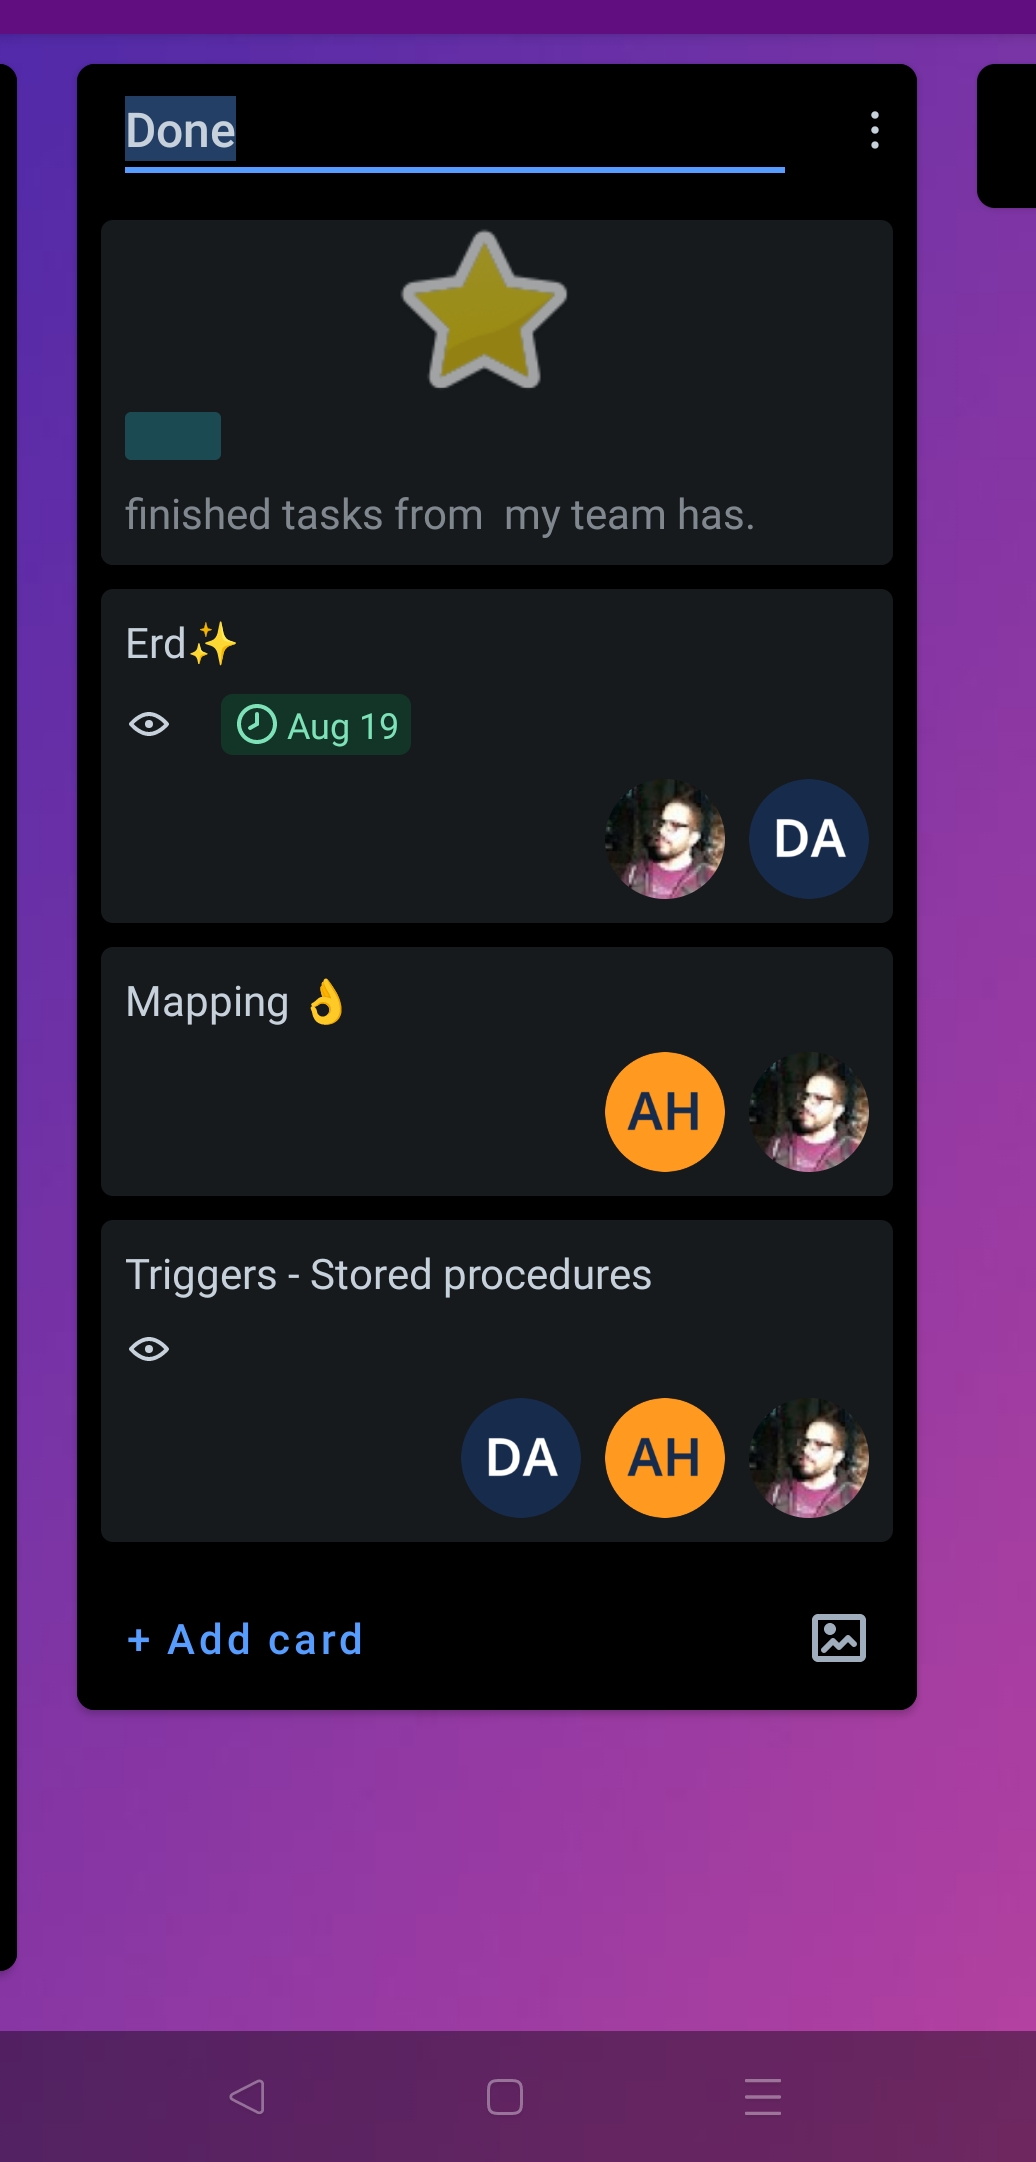 Done
finished tasks from  my team has.
Erd✨
Aug 19
DA
Mapping 👌
AH
Triggers - Stored procedures
DA AH
+ Add card